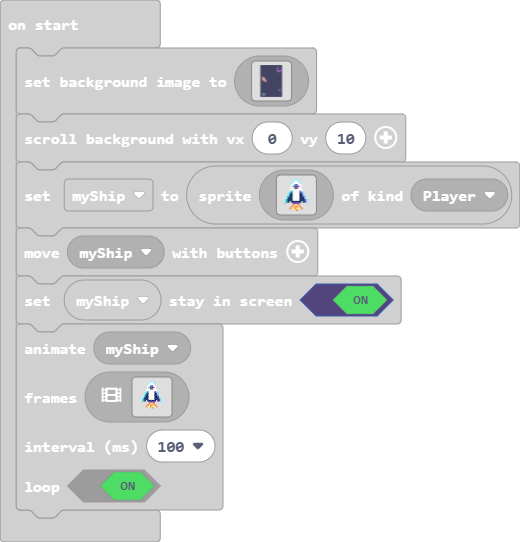 on start
set background image to
scroll background with vx 0 vy 10
set myShip to sprite of kind Player
move myShip with buttons
set myShip stay in screen ON
animate myShip
frames
interval (ms) 100
loop ON